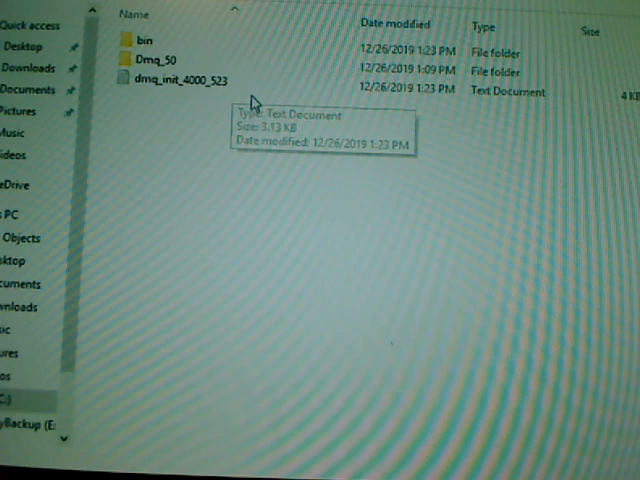 Name Date modified Type Size
bin 12/26/2019 1:23 PM File folder
Dmq_50 12/26/2019 1:09 PM File folder
dmq_init_4000_523 12/26/2019 1:23 PM Text Document 4 KB
Type: Text Document
Size: 3.13 KB
Date modified: 12/26/2019 1:23 PM
Quick access
Desktop
Downloads
Documents
Pictures
Music
ideos
eDrive
s PC
Objects
sktop
cuments
wnloads
sic
ures
os
C:)
yBackup (E: